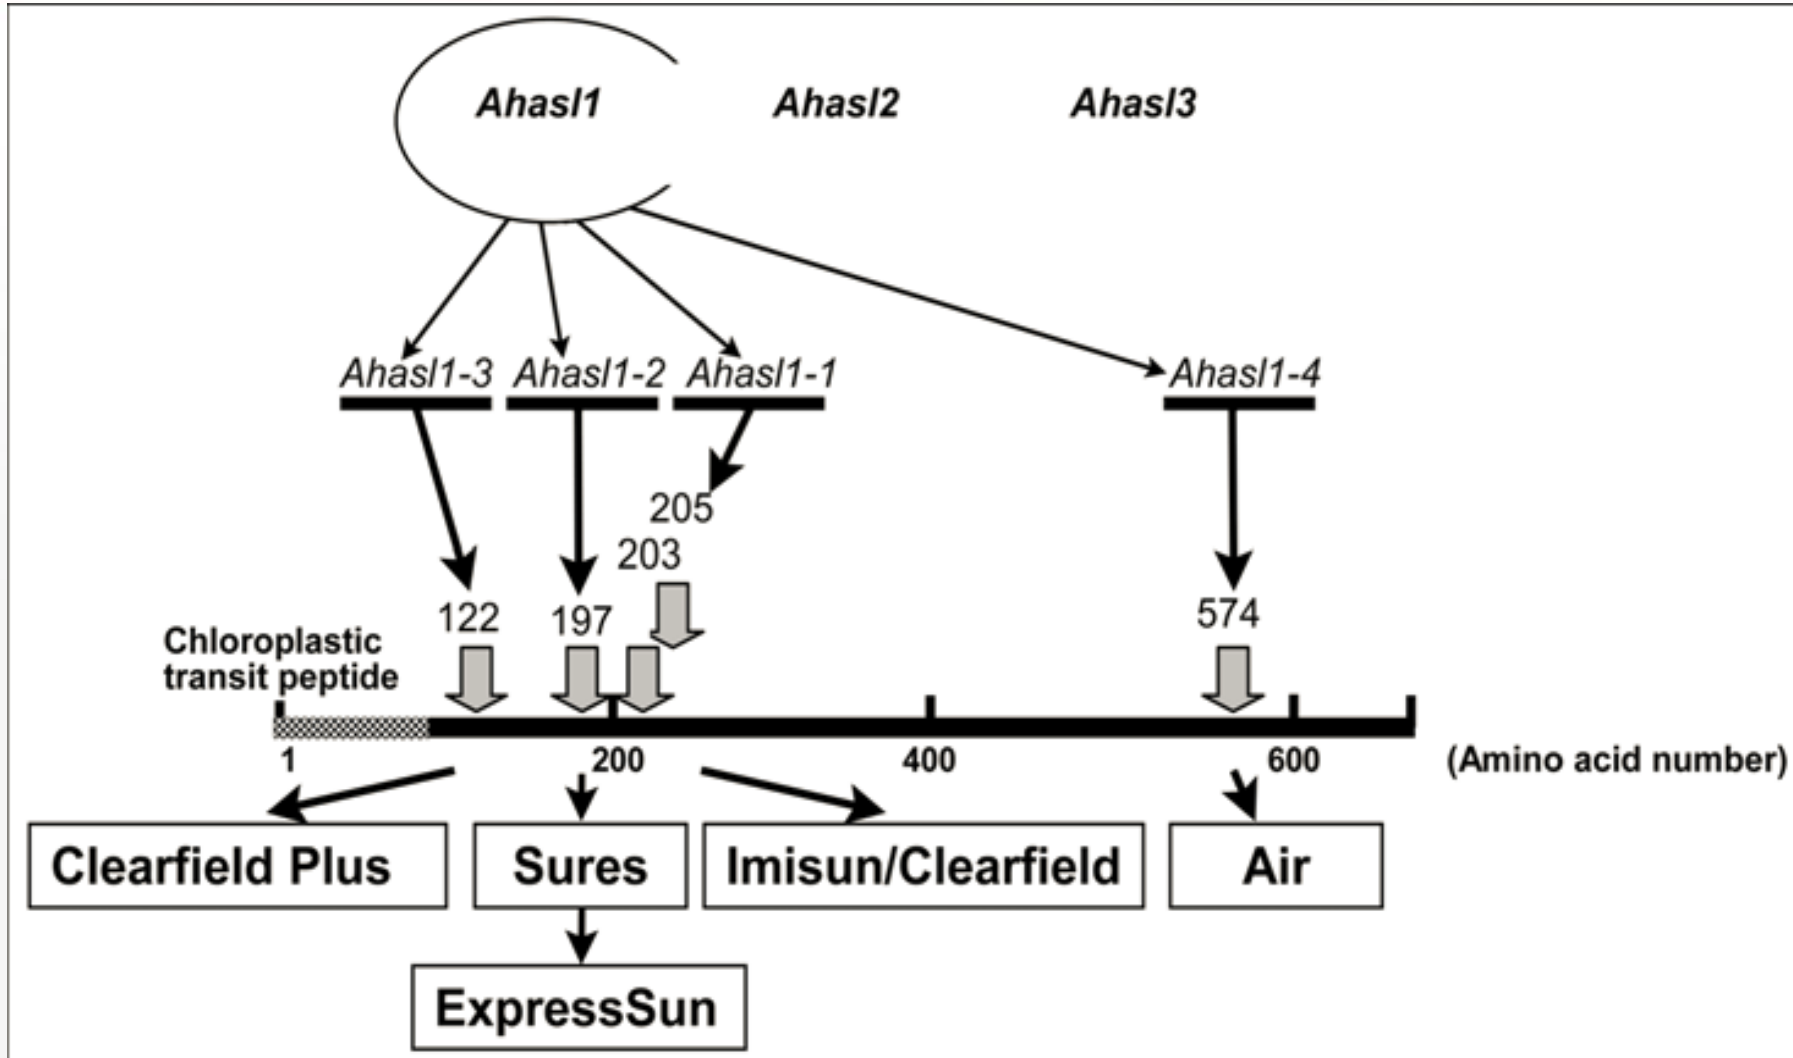 Ahasl1 Ahasl2 Ahasl3
Ahasl1-3 Ahasl1-2 Ahasl1-1 Ahasl1-4
205
203
122 197 574
Chloroplastic
transit peptide
1 200 400 600 (Amino acid number)
Clearfield Plus Sures Imisun/Clearfield Air
ExpressSun